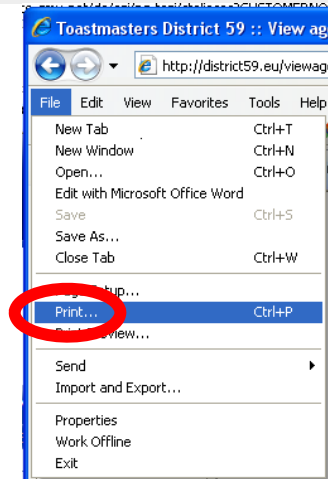 Toastmasters District 59 :: View ag
http://district59.eu/viewag
File Edit View Favorites Tools Help
New Tab Ctrl+T
New Window Ctrl+N
Open... Ctrl+O
Edit with Microsoft Office Word
Save Ctrl+S
Save As...
Close Tab Ctrl+W
Print... Ctrl+P
Send
Import and Export...
Properties
Work Offline
Exit